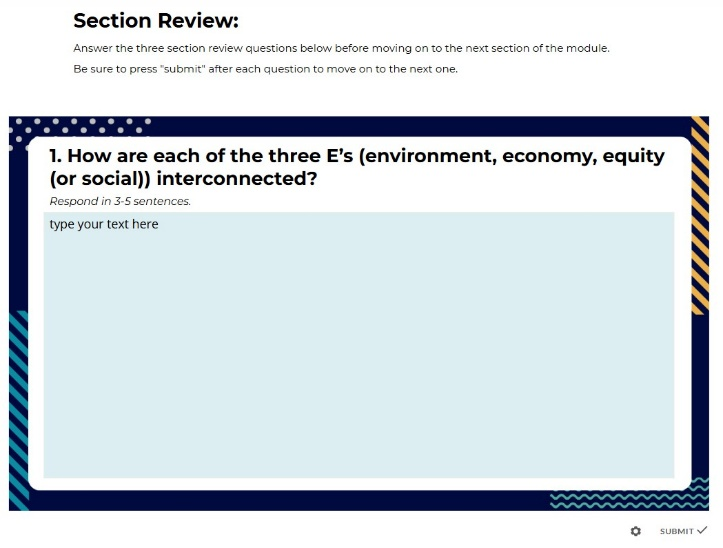 Section Review:
Answer the three section review questions below before moving on to the next section of the module.
Be sure to press "submit" after each question to move on to the next one.
1. How are each of the three E's (environment, economy, equity
(or social)) interconnected?
Respond in 3-5 sentences.
type your text here
SUBMIT